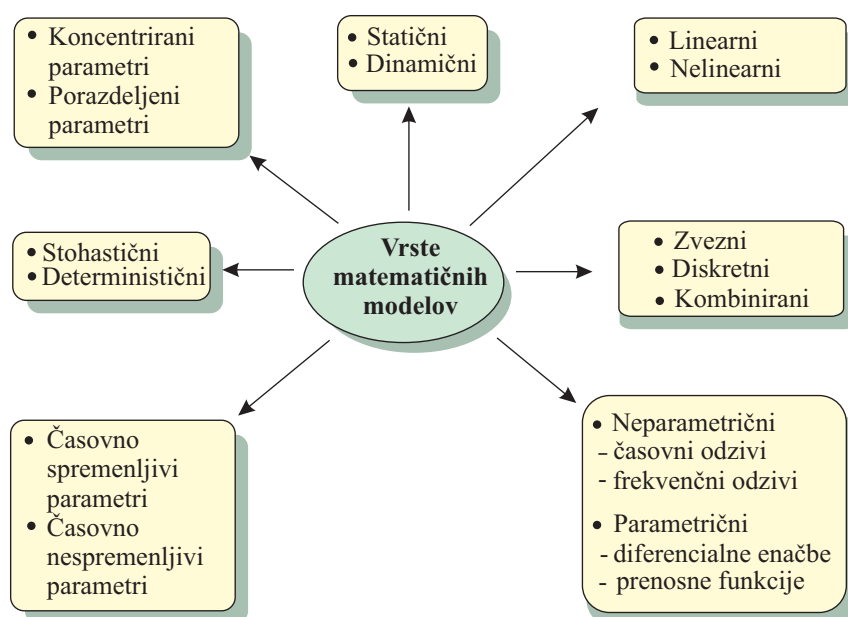 • Koncentrirani
parametri
• Porazdeljeni
parametri
• Statični
• Dinamični
• Linearni
• Nelinearni
• Stohastični
• Deterministični
Vrste
matematičnih
modelov
• Zvezni
• Diskretni
• Kombinirani
• Časovno
spremenljivi
parametri
• Časovno
nespremenljivi
parametri
• Neparametrični
- časovni odzivi
- frekvenčni odzivi
• Parametrični
- diferencialne enačbe
- prenosne funkcije